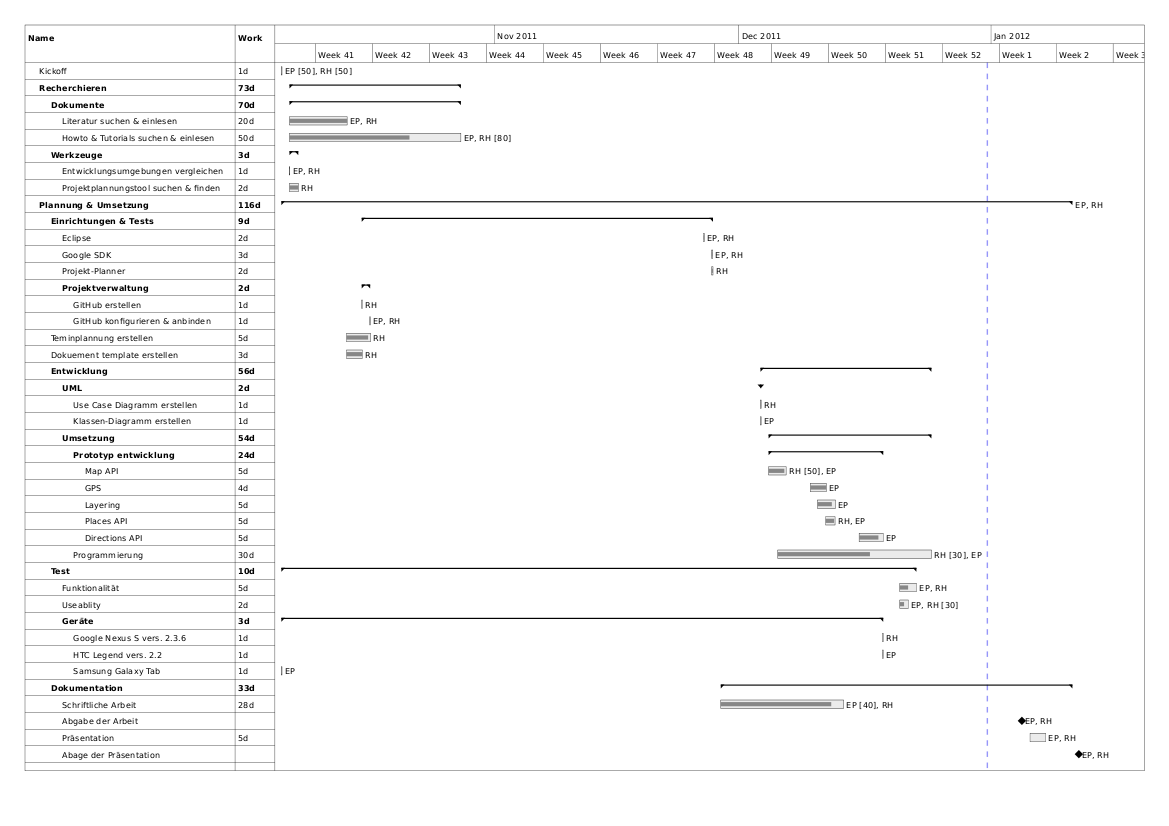 Name Work Nov 2011 Dec 2011 Jan 2012
Week 41 Week 42 Week 43 Week 44 Week 45 Week 46 Week 47 Week 48 Week 49 Week 50 Week 51 Week 52 Week 1 Week 2 Week 3
Kickoff 1d EP [50], RH [50]
Recherchieren 73d
Dokumente 70d
Literatur suchen & einlesen 20d EP, RH
Howto & Tutorials suchen & einlesen 50d EP, RH [80]
Werkzeuge 3d
Entwicklungsumgebungen vergleichen 1d EP, RH
Projektplannungstool suchen & finden 2d RH
Plannung & Umsetzung 116d EP, RH
Einrichtungen & Tests 9d
Eclipse 2d EP, RH
Google SDK 3d EP, RH
Projekt-Planner 2d RH
Projektverwaltung 2d
GitHub erstellen 1d RH
GitHub konfigurieren & anbinden 1d EP, RH
Teminplannung erstellen 5d RH
Dokuement template erstellen 3d RH
Entwicklung 56d
UML 2d
Use Case Diagramm erstellen 1d RH
Klassen-Diagramm erstellen 1d EP
Umsetzung 54d
Prototyp entwicklung 24d
Map API 5d RH [50], EP
GPS 4d EP
Layering 5d EP
Places API 5d RH, EP
Directions API 5d EP
Programmierung 30d RH [30], EP
Test 10d
Funktionalität 5d EP, RH
Useablity 2d EP, RH [30]
Geräte 3d
Google Nexus S vers. 2.3.6 1d RH
HTC Legend vers. 2.2 1d EP
Samsung Galaxy Tab 1d EP
Dokumentation 33d
Schriftliche Arbeit 28d EP [40], RH
Abgabe der Arbeit EP, RH
Präsentation 5d EP, RH
Abage der Präsentation EP, RH